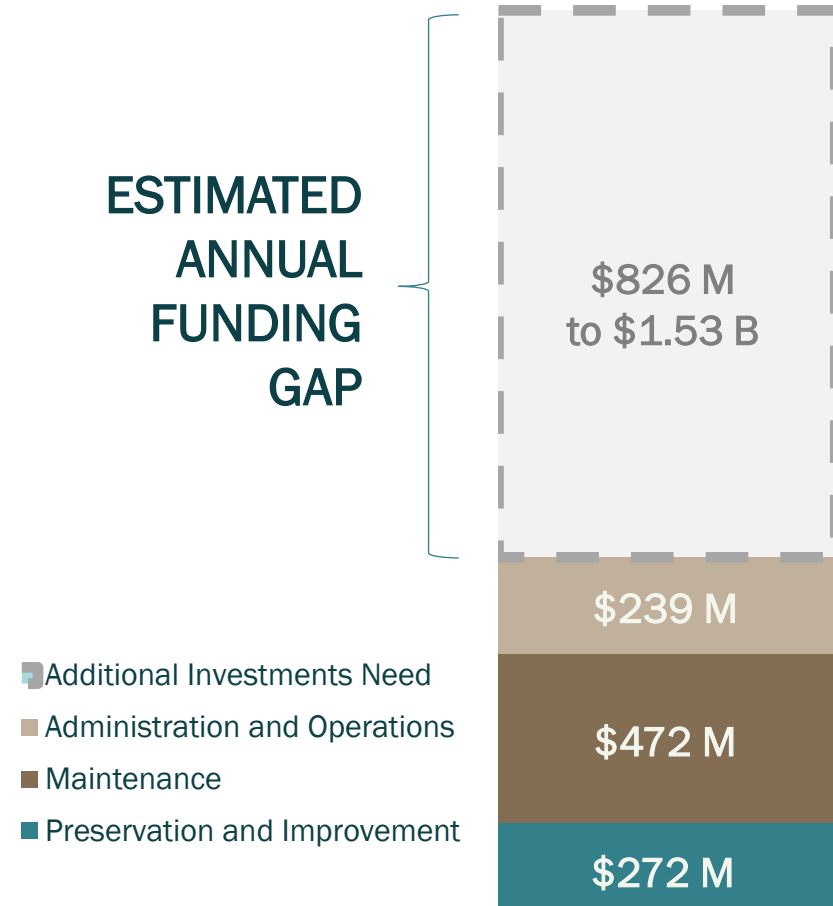 ESTIMATED
ANNUAL
FUNDING
GAP
$826 M
to $1.53 B
$239 M
$472 M
$272 M
Additional Investments Need
Administration and Operations
Maintenance
Preservation and Improvement